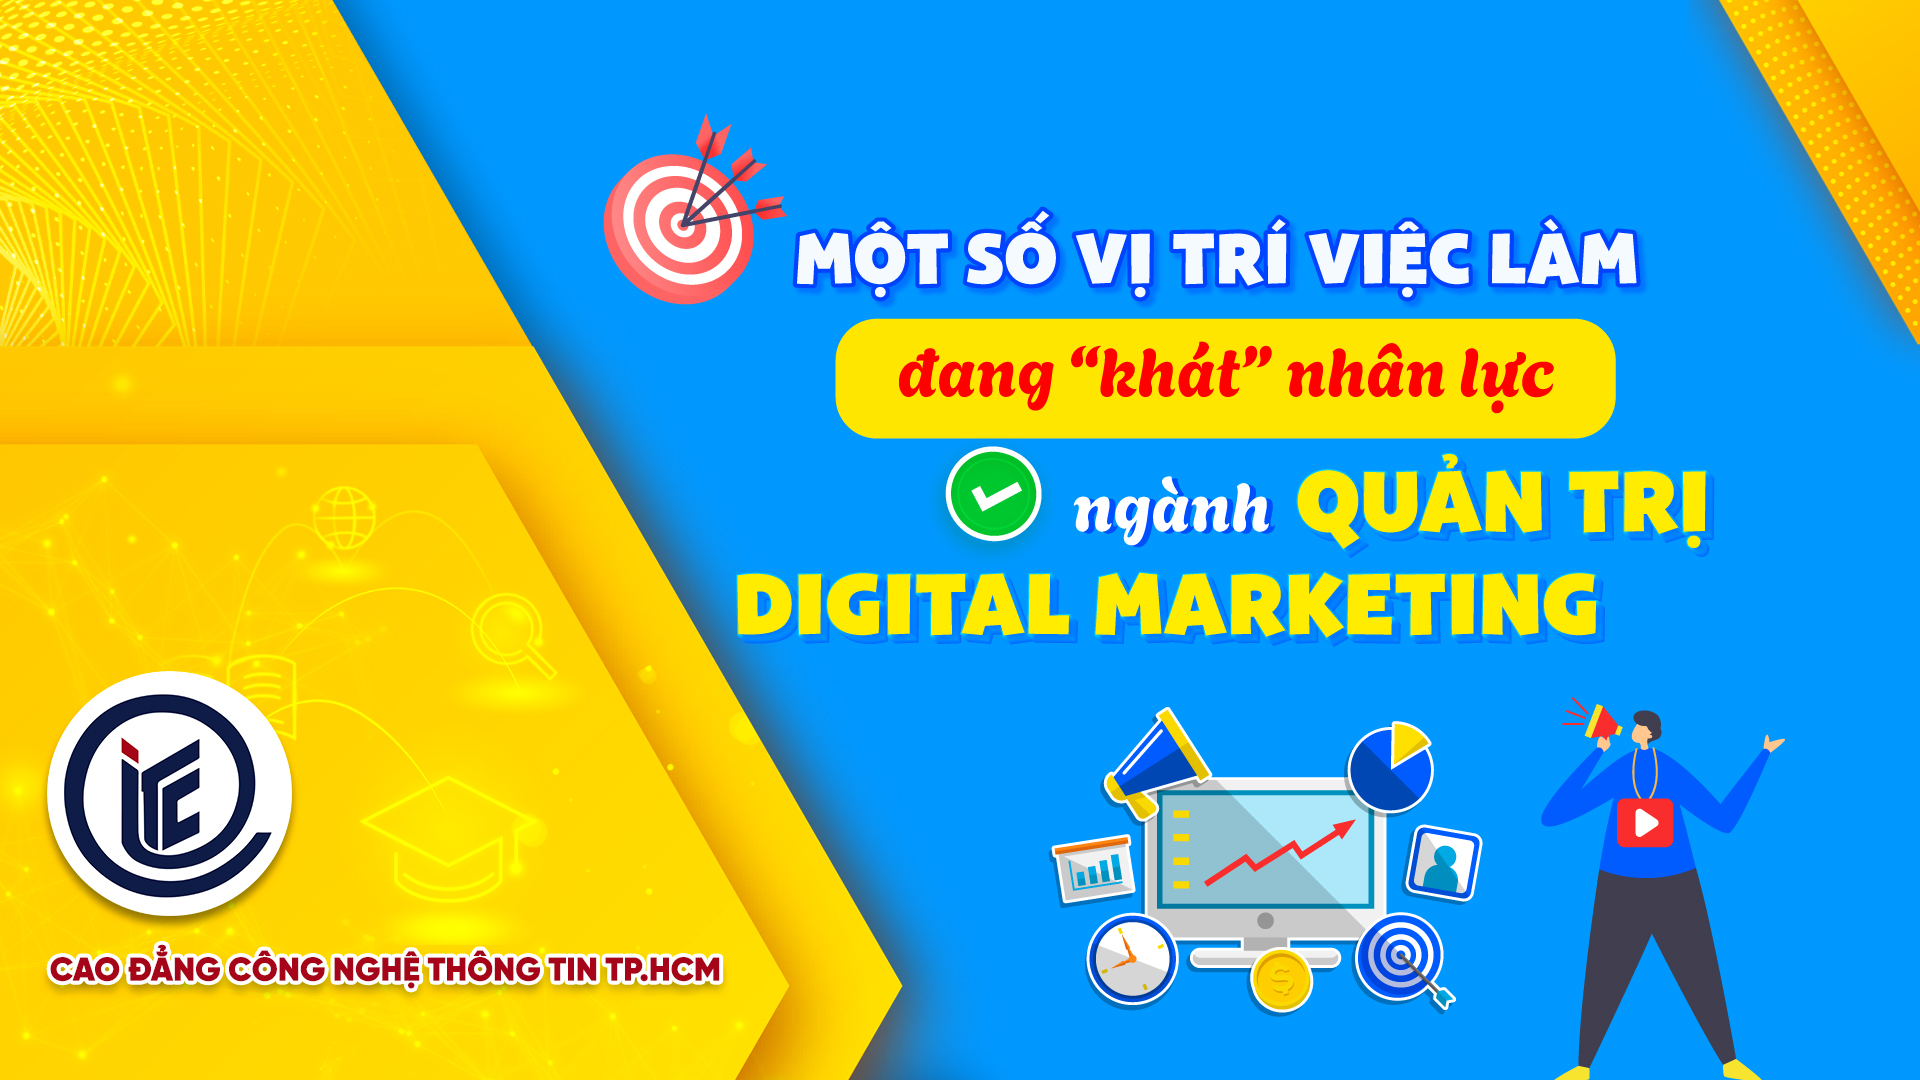 MỘT SỐ VỊ TRÍ VIỆC LÀM
đang “khát” nhân lực
ngành QUẢN TRỊ
DIGITAL MARKETING
ITC
CAO ĐẲNG CÔNG NGHỆ THÔNG TIN TP.HCM